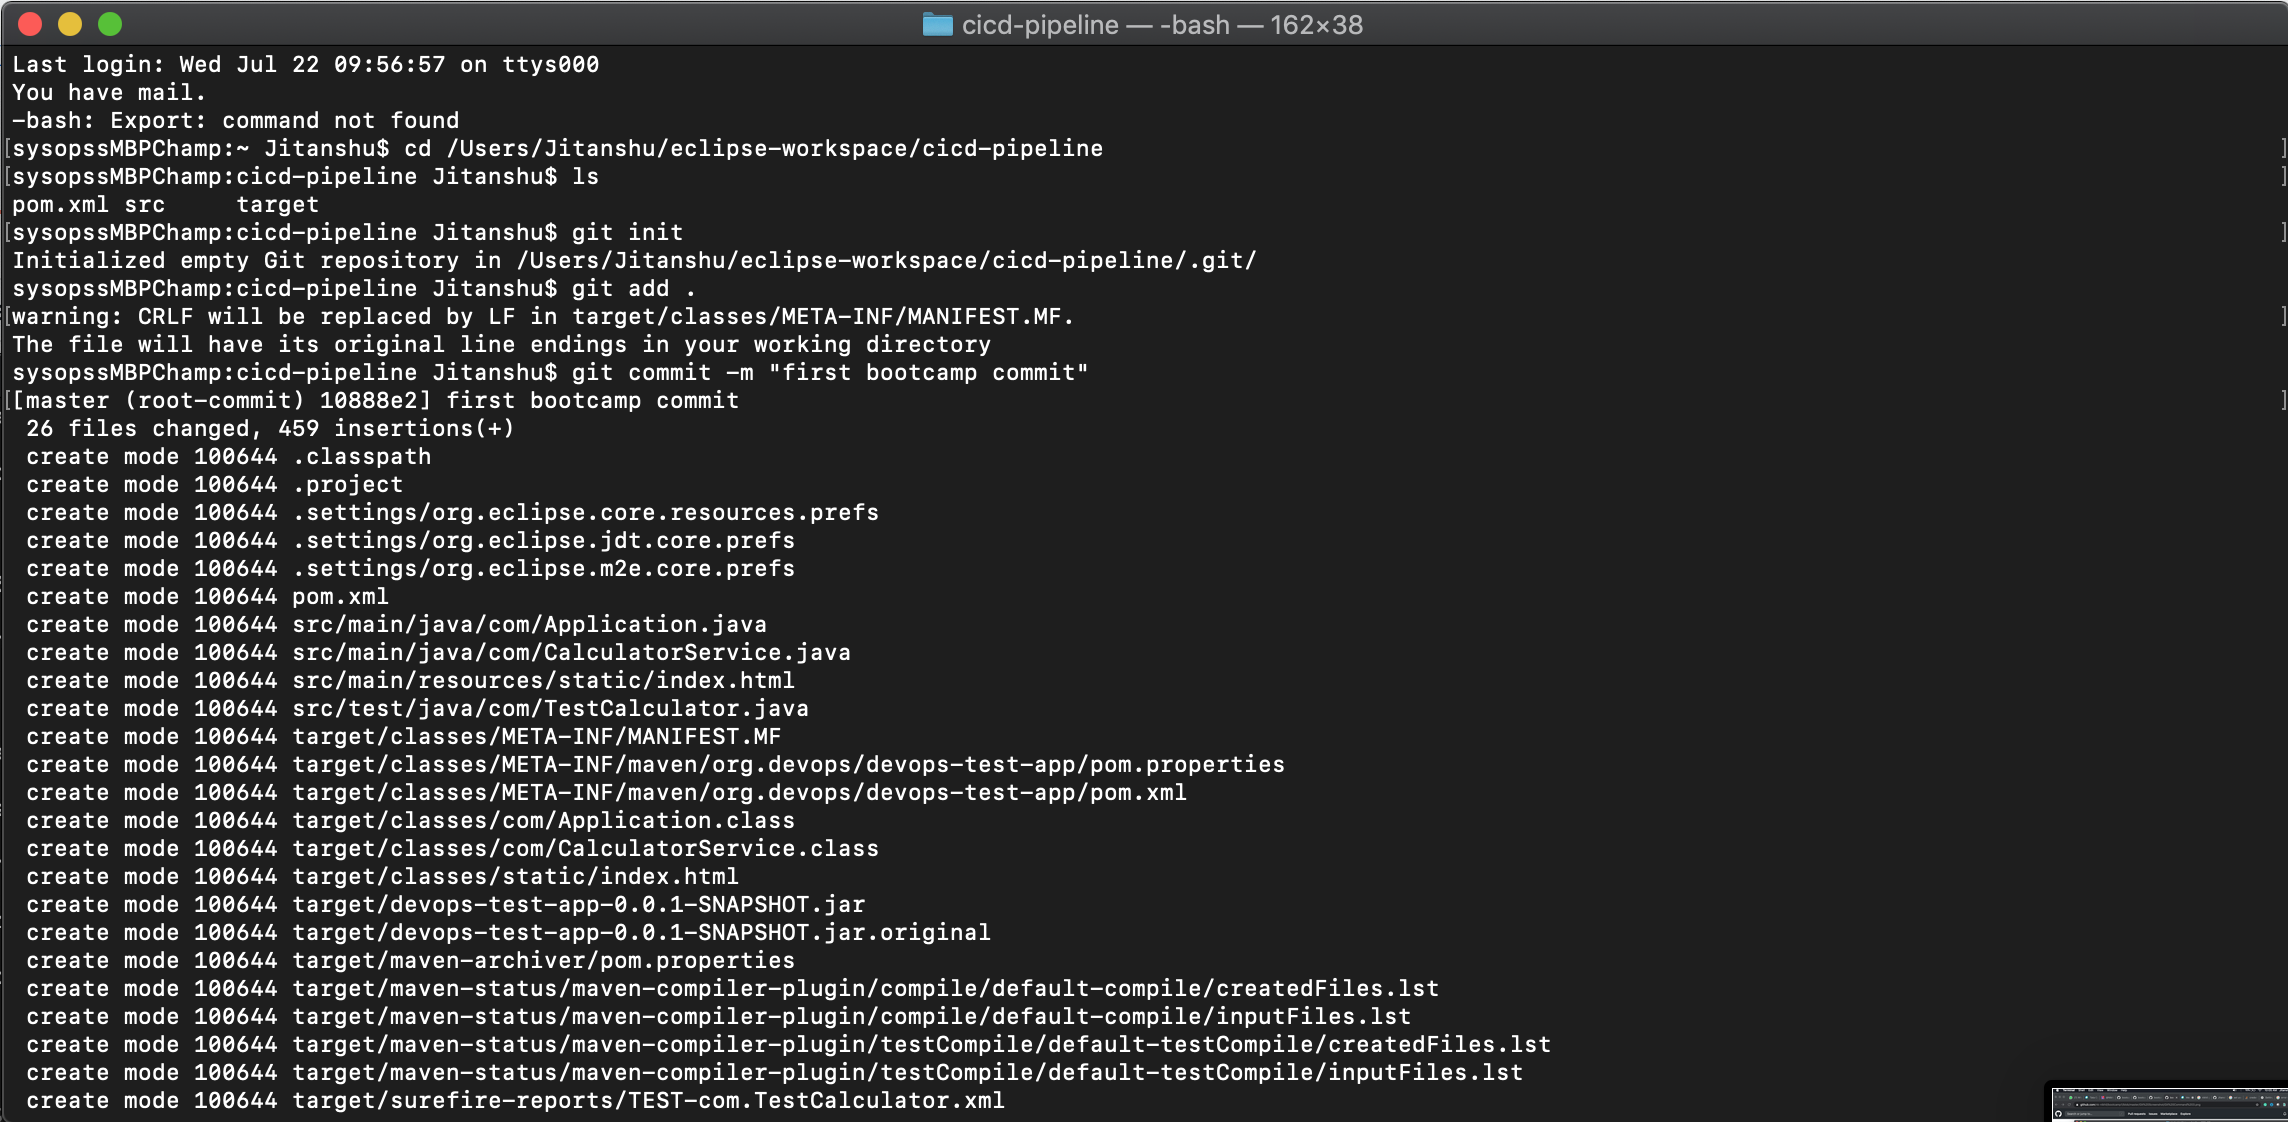 cicd-pipeline — -bash — 162×38
Last login: Wed Jul 22 09:56:57 on ttys000
You have mail.
-bash: Export: command not found
[sysopssMBPChamp:~ Jitanshu$ cd /Users/Jitanshu/eclipse-workspace/cicd-pipeline ]
[sysopssMBPChamp:cicd-pipeline Jitanshu$ ls ]
pom.xml src     target
[sysopssMBPChamp:cicd-pipeline Jitanshu$ git init ]
Initialized empty Git repository in /Users/Jitanshu/eclipse-workspace/cicd-pipeline/.git/
sysopssMBPChamp:cicd-pipeline Jitanshu$ git add .
[warning: CRLF will be replaced by LF in target/classes/META-INF/MANIFEST.MF. ]
The file will have its original line endings in your working directory
sysopssMBPChamp:cicd-pipeline Jitanshu$ git commit -m "first bootcamp commit"
[[master (root-commit) 10888e2] first bootcamp commit ]
 26 files changed, 459 insertions(+)
 create mode 100644 .classpath
 create mode 100644 .project
 create mode 100644 .settings/org.eclipse.core.resources.prefs
 create mode 100644 .settings/org.eclipse.jdt.core.prefs
 create mode 100644 .settings/org.eclipse.m2e.core.prefs
 create mode 100644 pom.xml
 create mode 100644 src/main/java/com/Application.java
 create mode 100644 src/main/java/com/CalculatorService.java
 create mode 100644 src/main/resources/static/index.html
 create mode 100644 src/test/java/com/TestCalculator.java
 create mode 100644 target/classes/META-INF/MANIFEST.MF
 create mode 100644 target/classes/META-INF/maven/org.devops/devops-test-app/pom.properties
 create mode 100644 target/classes/META-INF/maven/org.devops/devops-test-app/pom.xml
 create mode 100644 target/classes/com/Application.class
 create mode 100644 target/classes/com/CalculatorService.class
 create mode 100644 target/classes/static/index.html
 create mode 100644 target/devops-test-app-0.0.1-SNAPSHOT.jar
 create mode 100644 target/devops-test-app-0.0.1-SNAPSHOT.jar.original
 create mode 100644 target/maven-archiver/pom.properties
 create mode 100644 target/maven-status/maven-compiler-plugin/compile/default-compile/createdFiles.lst
 create mode 100644 target/maven-status/maven-compiler-plugin/compile/default-compile/inputFiles.lst
 create mode 100644 target/maven-status/maven-compiler-plugin/testCompile/default-testCompile/createdFiles.lst
 create mode 100644 target/maven-status/maven-compiler-plugin/testCompile/default-testCompile/inputFiles.lst
 create mode 100644 target/surefire-reports/TEST-com.TestCalculator.xml